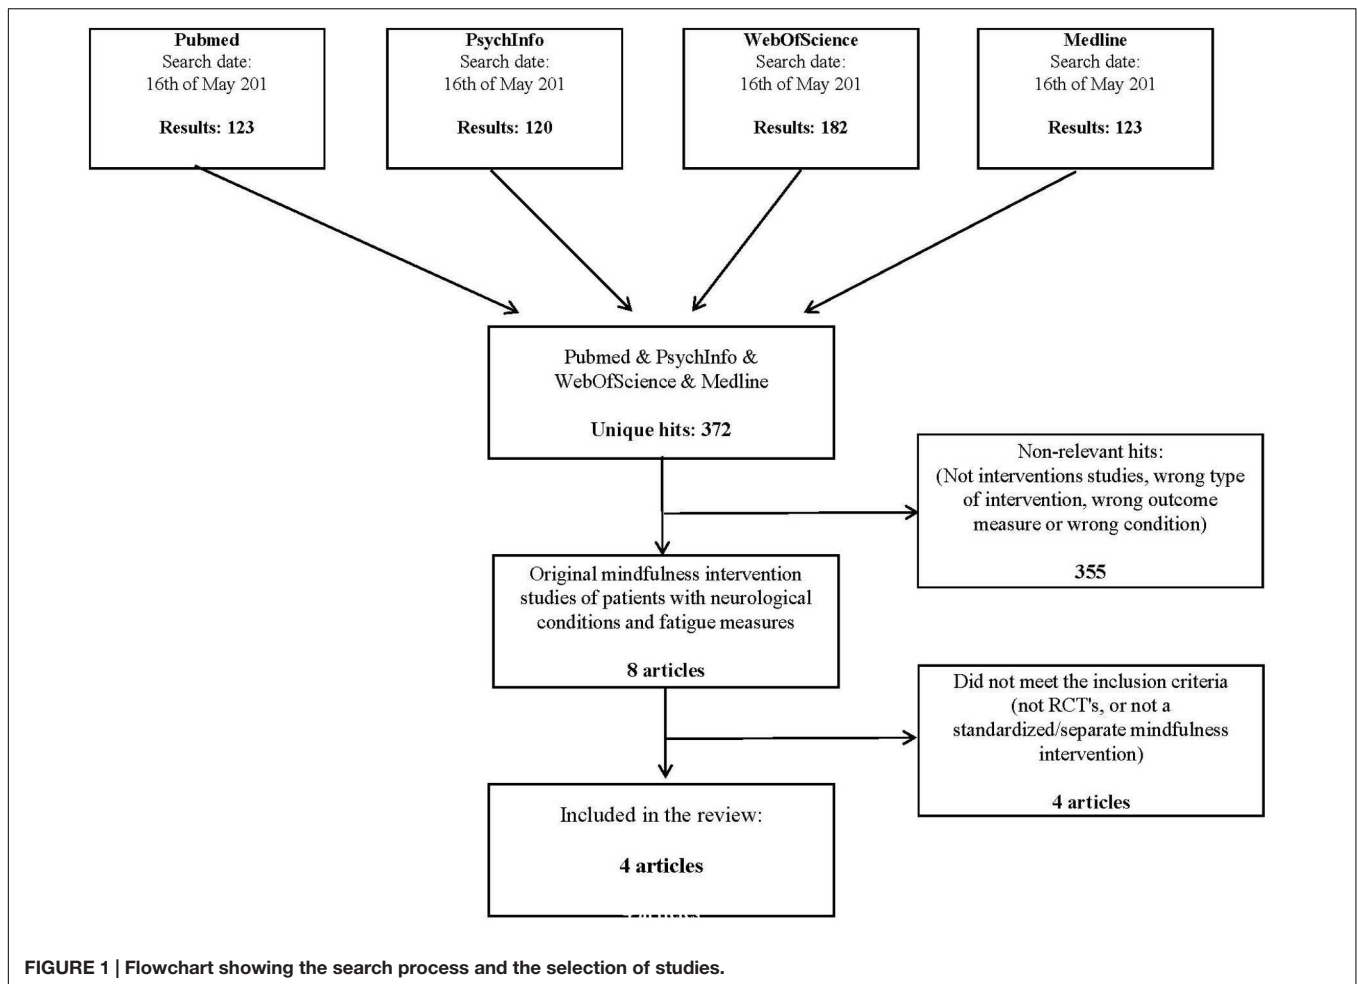 Pubmed
Search date:
16th of May 201
Results: 123
PsychInfo
Search date:
16th of May 201
Results: 120
WebOfScience
Search date:
16th of May 201
Results: 182
Medline
Search date:
16th of May 201
Results: 123
Pubmed & PsychInfo &
WebOfScience & Medline
Unique hits: 372
Non-relevant hits:
(Not interventions studies, wrong type
of intervention, wrong outcome
measure or wrong condition)
355
Original mindfulness intervention
studies of patients with neurological
conditions and fatigue measures
8 articles
Did not meet the inclusion criteria
(not RCT's, or not a
standardized/separate mindfulness
intervention)
4 articles
Included in the review:
4 articles
FIGURE 1 | Flowchart showing the search process and the selection of studies.